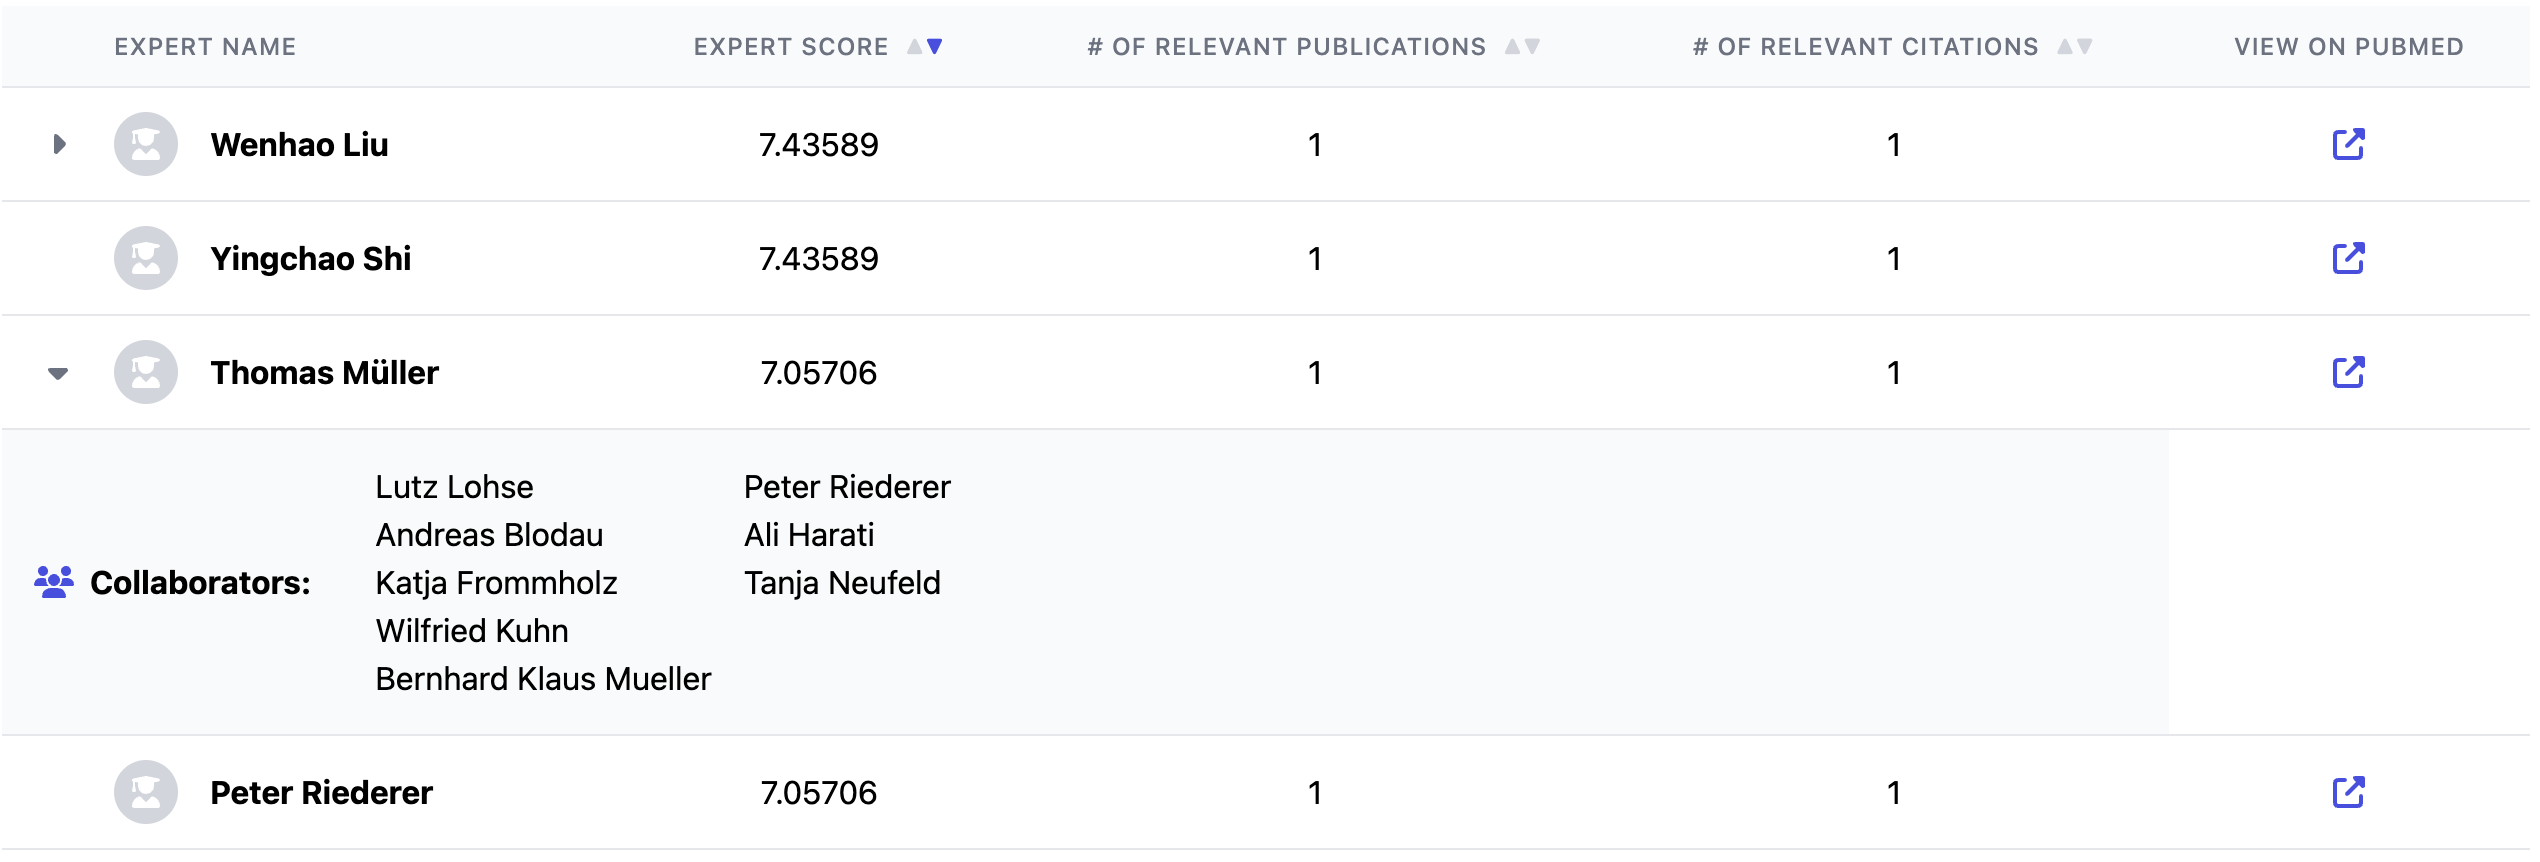 EXPERT NAME EXPERT SCORE # OF RELEVANT PUBLICATIONS # OF RELEVANT CITATIONS VIEW ON PUBMED
Wenhao Liu 7.43589 1 1
Yingchao Shi 7.43589 1 1
Thomas Müller 7.05706 1 1
Collaborators:
Lutz Lohse
Andreas Blodau
Katja Frommholz
Wilfried Kuhn
Bernhard Klaus Mueller
Peter Riederer
Ali Harati
Tanja Neufeld
Peter Riederer 7.05706 1 1